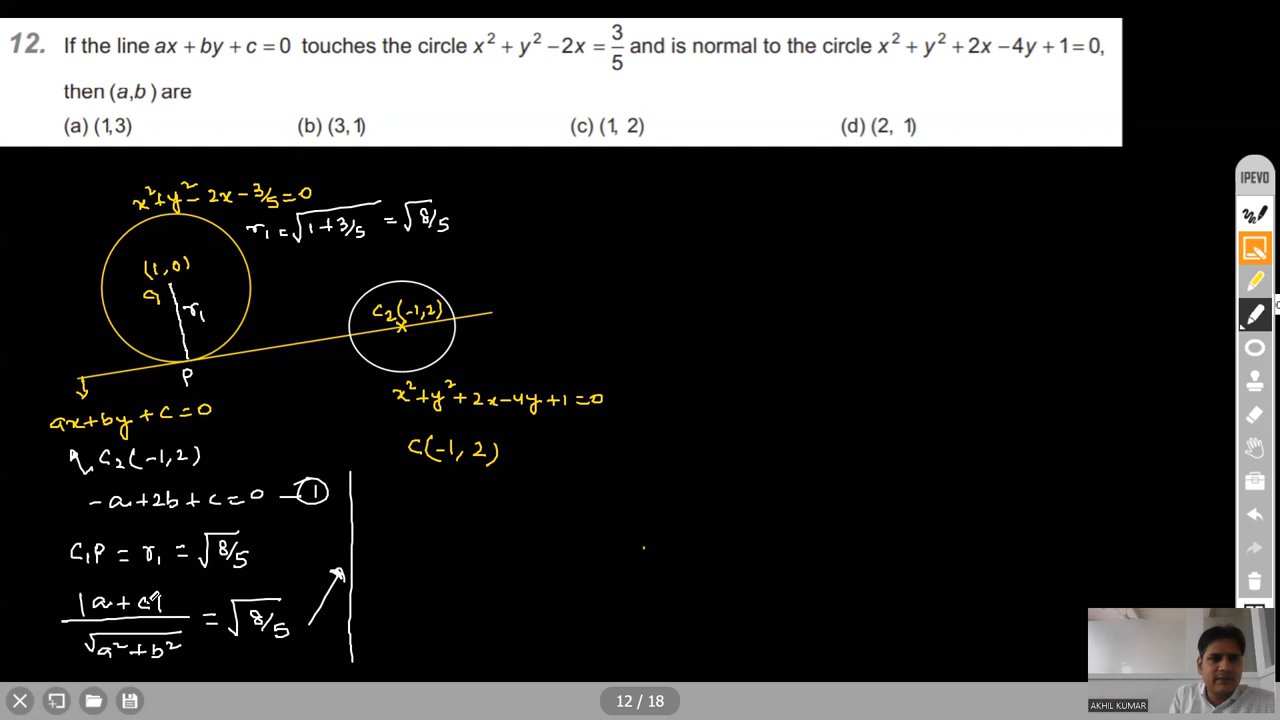 12. If the line ax + by + c = 0 touches the circle x² + y² − 2x = 3/5 and is normal to the circle x² + y² + 2x − 4y + 1 = 0,
then (a,b) are
(a) (1,3) (b) (3,1) (c) (1, 2) (d) (2, 1)
x² + y² − 2x − 3/5 = 0
r₁ = √(1 + 3/5) = √(8/5)
(1,0)
r₁
P
C₂(-1,2)
ax + by + c = 0
x² + y² + 2x − 4y + 1 = 0
C₂(-1,2)
C(-1, 2)
-a + 2b + c = 0 — ①
C₁P = r₁ = √(8/5)
|a + c| / √(a² + b²) = √(8/5)
IPEVO
12 / 18
AKHIL KUMAR